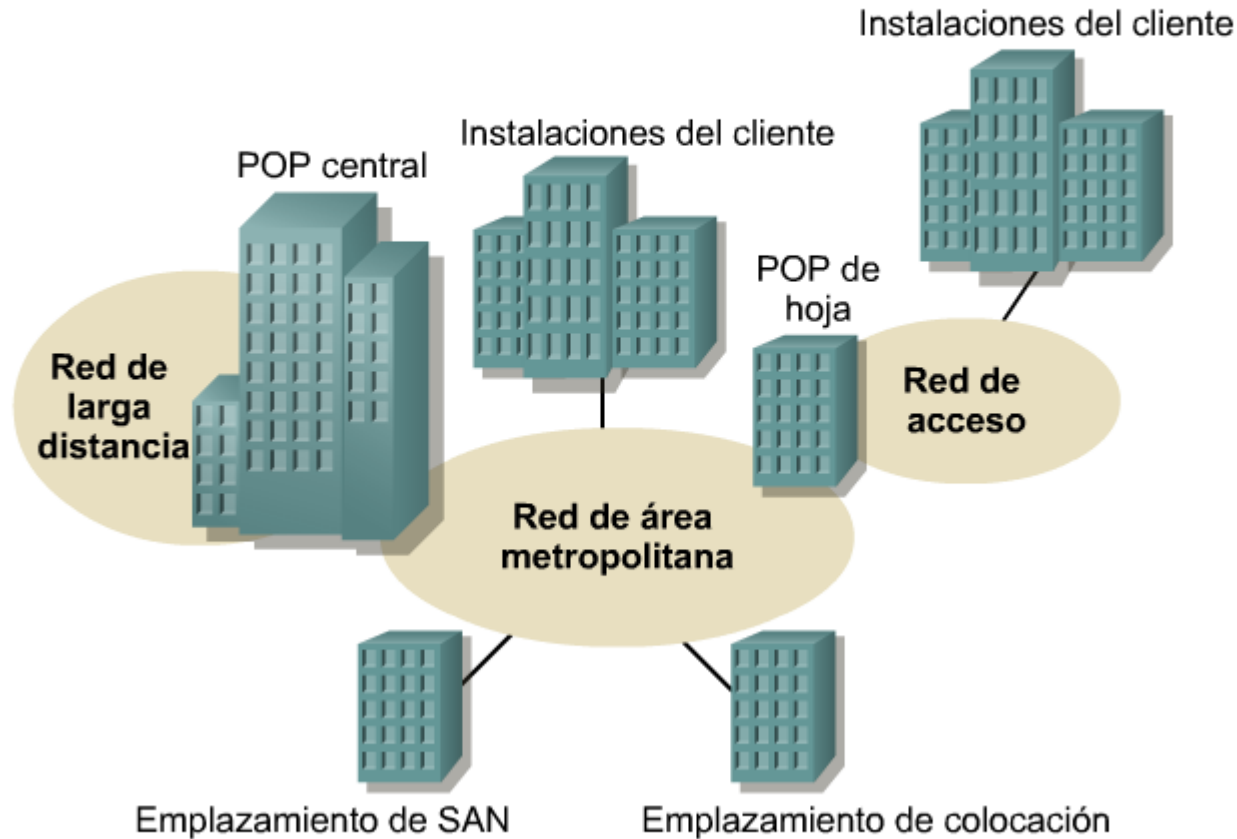 Instalaciones del cliente
Instalaciones del cliente
POP central
POP de
hoja
Red de
larga
distancia
Red de
acceso
Red de área
metropolitana
Emplazamiento de SAN
Emplazamiento de colocación